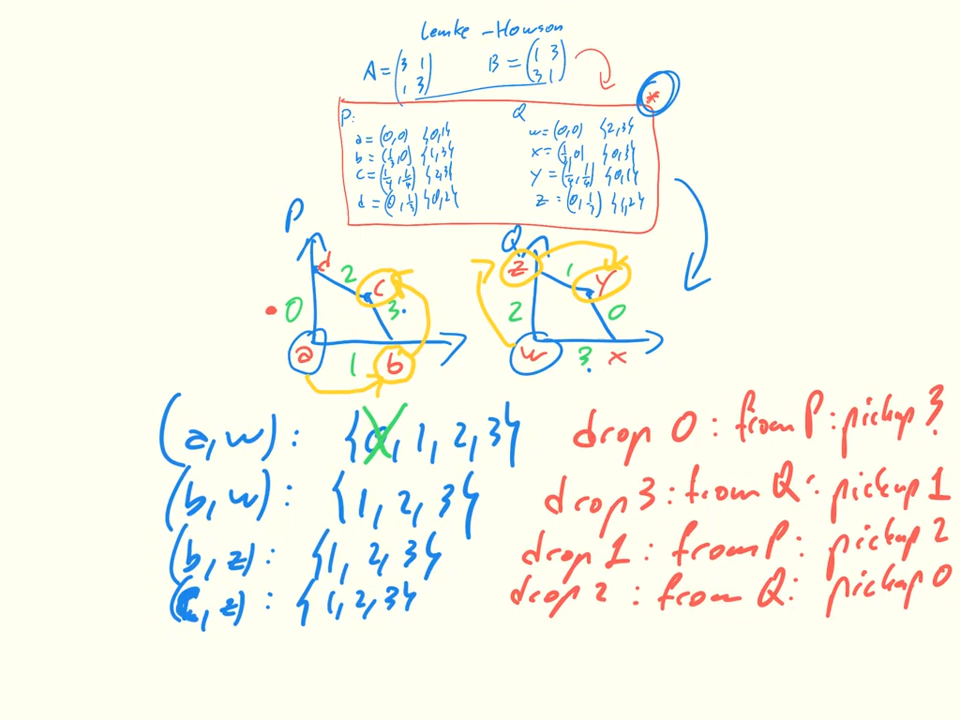 Lemke - Howson
A = (3 1 1 3) B = (1 3 3 1)
*
P: Q
a = (0,0) {0,1} w = (0,0) {2,3}
b = (1/3, 0) {1,3} x = (1/3, 0) {0,3}
c = (1/4, 1/4) {2,3} y = (1/4, 1/4) {0,1}
d = (0, 1/3) {0,2} z = (0, 1/3) {1,2}
P Q
d 2 c z 1 y
0 3 2 0
a 1 b w 3 x
(a,w): {0, 1, 2, 3} drop 0: from P: pickup 3
(b,w): {1, 2, 3} drop 3: from Q: pickup 1
(b,z): {1, 2, 3} drop 1: from P: pickup 2
(c,z): {1, 2, 3} drop 2: from Q: pickup 0